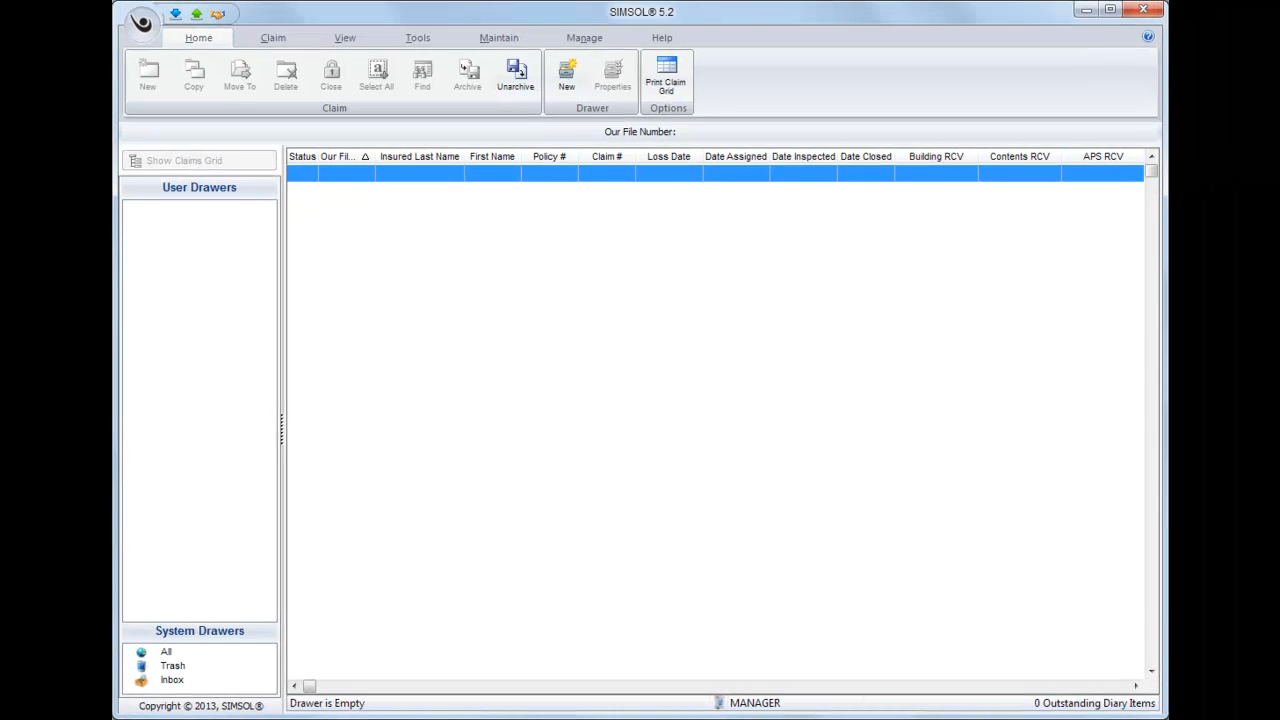 SIMSOL® 5.2
Home Claim View Tools Maintain Manage Help
New Copy Move To Delete Close Select All Find Archive Unarchive New Properties Print Claim Grid
Claim Drawer Options
Our File Number:
Show Claims Grid
Status Our Fil... Insured Last Name First Name Policy # Claim # Loss Date Date Assigned Date Inspected Date Closed Building RCV Contents RCV APS RCV
User Drawers
System Drawers
All
Trash
Inbox
Copyright © 2013, SIMSOL®
Drawer is Empty MANAGER 0 Outstanding Diary Items